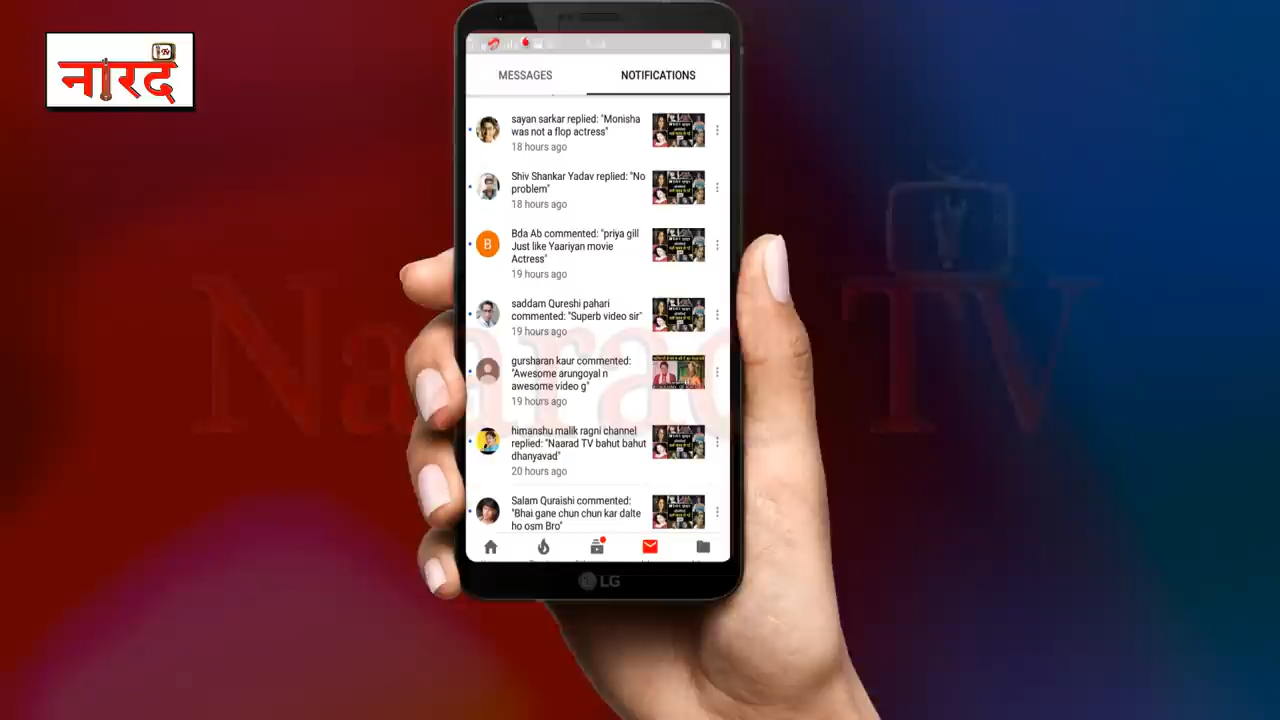 नारद
TV
MESSAGES
NOTIFICATIONS
sayan sarkar replied: "Monisha
was not a flop actress"
18 hours ago
Shiv Shankar Yadav replied: "No
problem"
18 hours ago
B
Bda Ab commented: "priya gill
Just like Yaariyan movie
Actress"
19 hours ago
saddam Qureshi pahari
commented: "Superb video sir"
19 hours ago
gursharan kaur commented:
"Awesome arungoyal n
awesome video g"
19 hours ago
himanshu malik ragni channel
replied: "Naarad TV bahut bahut
dhanyavad"
20 hours ago
Salam Quraishi commented:
"Bhai gane chun chun kar dalte
ho osm Bro"
LG
Naarad TV